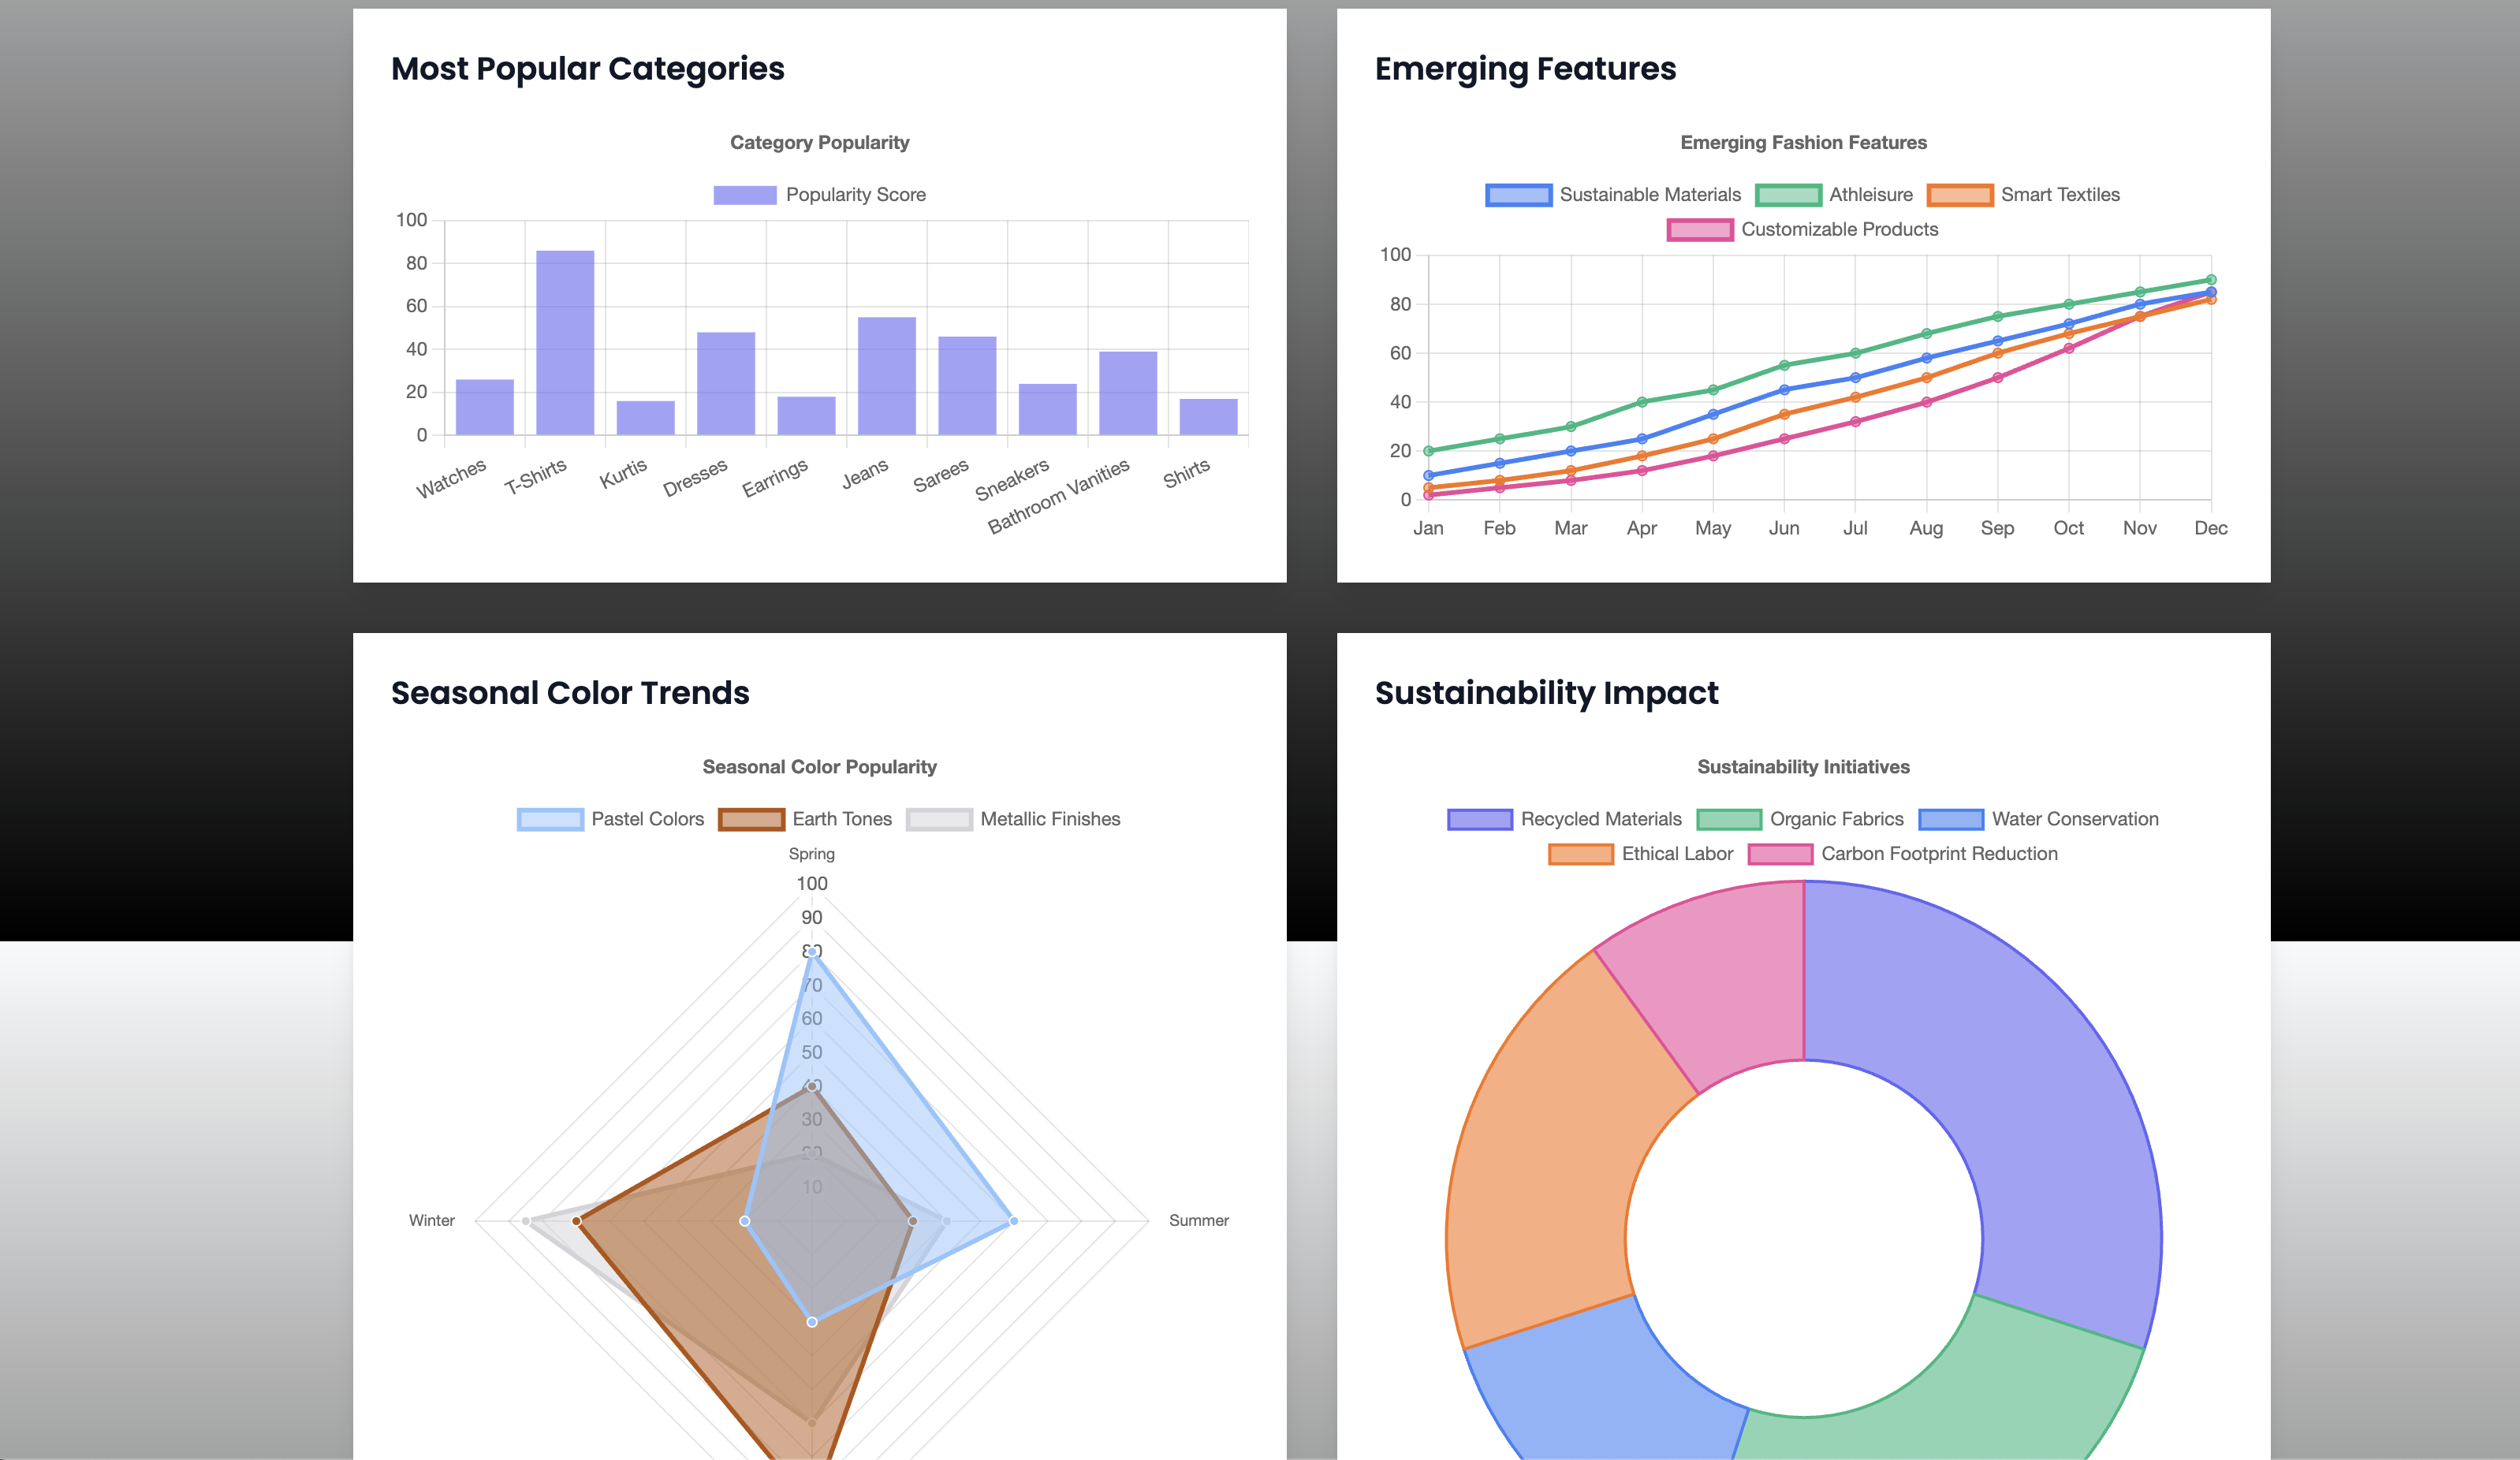 Most Popular Categories
Category Popularity
Popularity Score
100
80
60
40
20
0
Watches
T-Shirts
Kurtis
Dresses
Earrings
Jeans
Sarees
Sneakers
Bathroom Vanities
Shirts
Emerging Features
Emerging Fashion Features
Sustainable Materials Athleisure Smart Textiles
Customizable Products
100
80
60
40
20
0
Jan Feb Mar Apr May Jun Jul Aug Sep Oct Nov Dec
Seasonal Color Trends
Seasonal Color Popularity
Pastel Colors Earth Tones Metallic Finishes
Spring
100
90
80
70
60
50
40
30
20
10
Winter
Summer
Sustainability Impact
Sustainability Initiatives
Recycled Materials Organic Fabrics Water Conservation
Ethical Labor Carbon Footprint Reduction